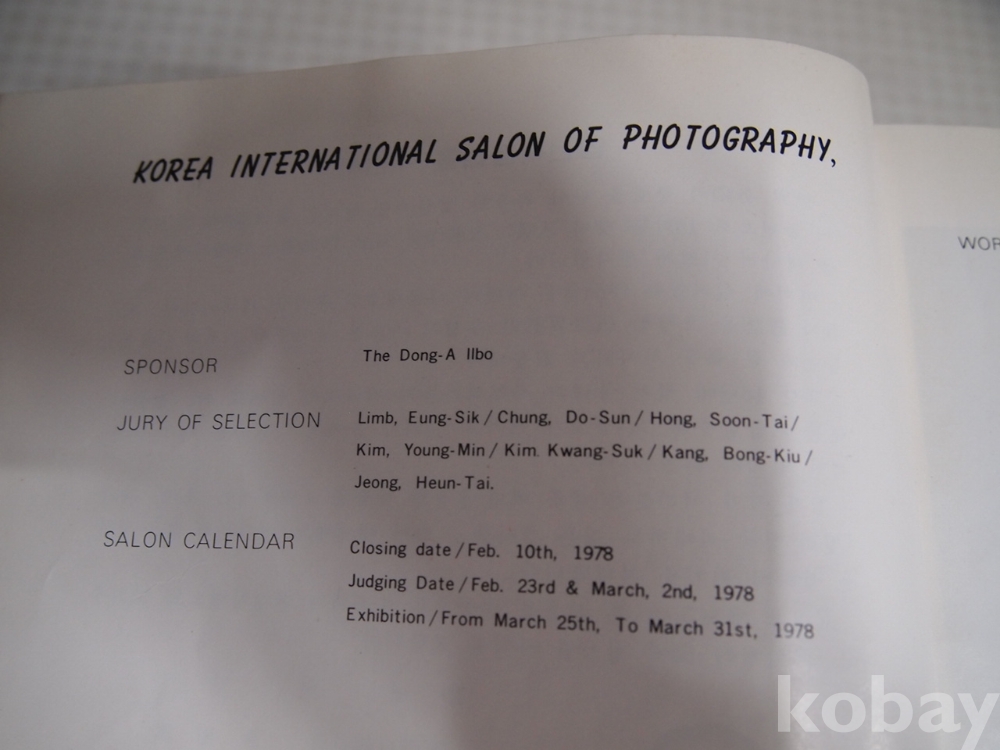 KOREA INTERNATIONAL SALON OF PHOTOGRAPHY,
SPONSOR The Dong-A Ilbo
JURY OF SELECTION Limb, Eung-Sik / Chung, Do-Sun / Hong, Soon-Tai /
Kim, Young-Min / Kim. Kwang-Suk / Kang, Bong-Kiu /
Jeong, Heun-Tai.
SALON CALENDAR Closing date / Feb. 10th, 1978
Judging Date / Feb. 23rd & March, 2nd, 1978
Exhibition / From March 25th, To March 31st, 1978
kobay